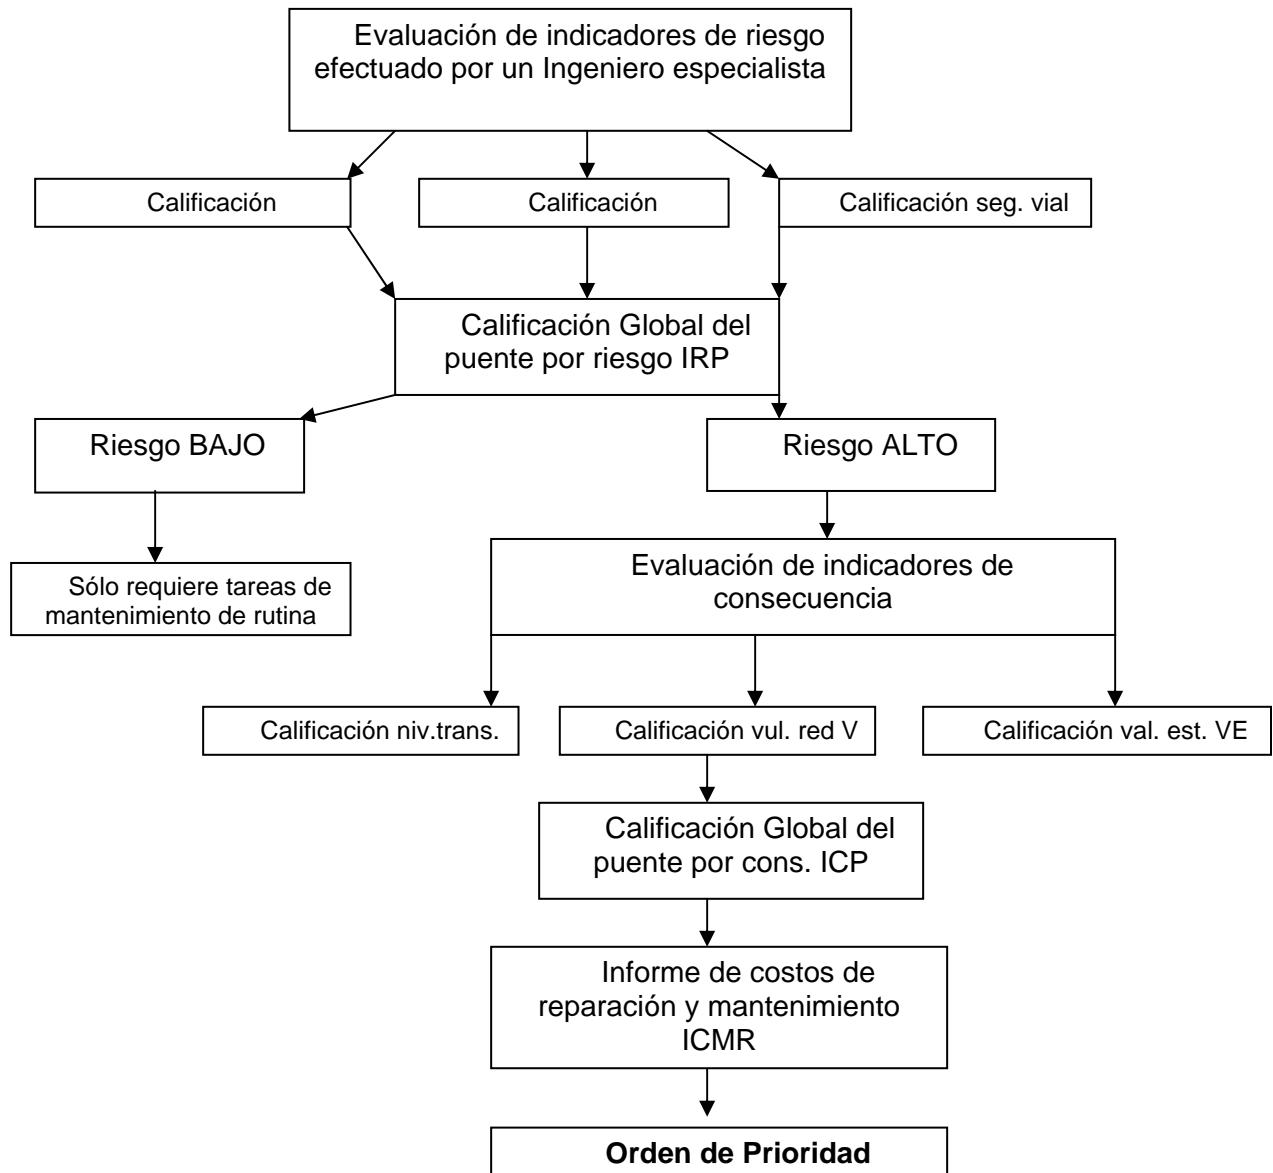 Evaluación de indicadores de riesgo
efectuado por un Ingeniero especialista
Calificación
Calificación
Calificación seg. vial
Calificación Global del
puente por riesgo IRP
Riesgo BAJO
Riesgo ALTO
Sólo requiere tareas de
mantenimiento de rutina
Evaluación de indicadores de
consecuencia
Calificación niv.trans.
Calificación vul. red V
Calificación val. est. VE
Calificación Global del
puente por cons. ICP
Informe de costos de
reparación y mantenimiento
ICMR
Orden de Prioridad